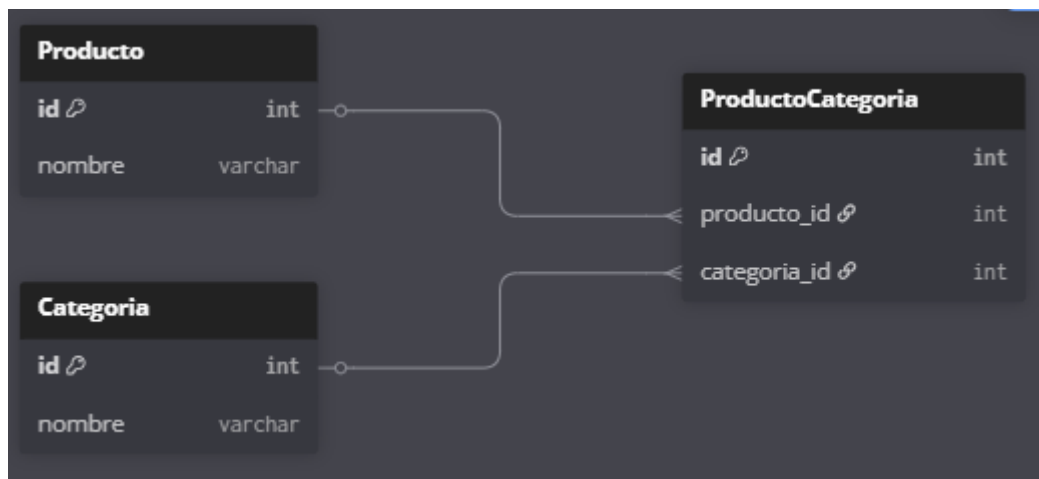 Producto
id int
nombre varchar
Categoria
id int
nombre varchar
ProductoCategoria
id int
producto_id int
categoria_id int